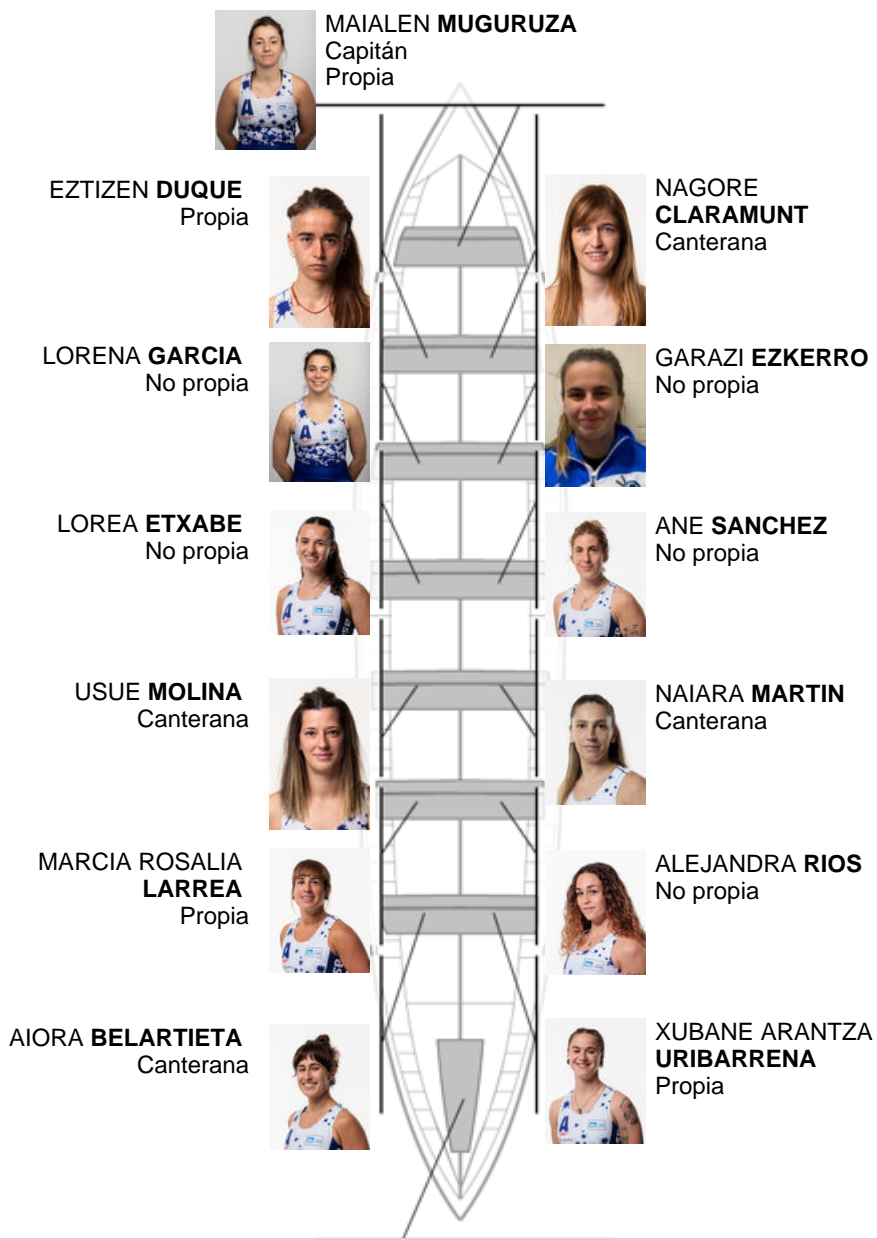 MAIALEN MUGURUZA
Capitán
Propia
EZTIZEN DUQUE
Propia
NAGORE
CLARAMUNT
Canterana
LORENA GARCIA
No propia
GARAZI EZKERRO
No propia
LOREA ETXABE
No propia
ANE SANCHEZ
No propia
USUE MOLINA
Canterana
NAIARA MARTIN
Canterana
MARCIA ROSALIA
LARREA
Propia
ALEJANDRA RIOS
No propia
AIORA BELARTIETA
Canterana
XUBANE ARANTZA
URIBARRENA
Propia